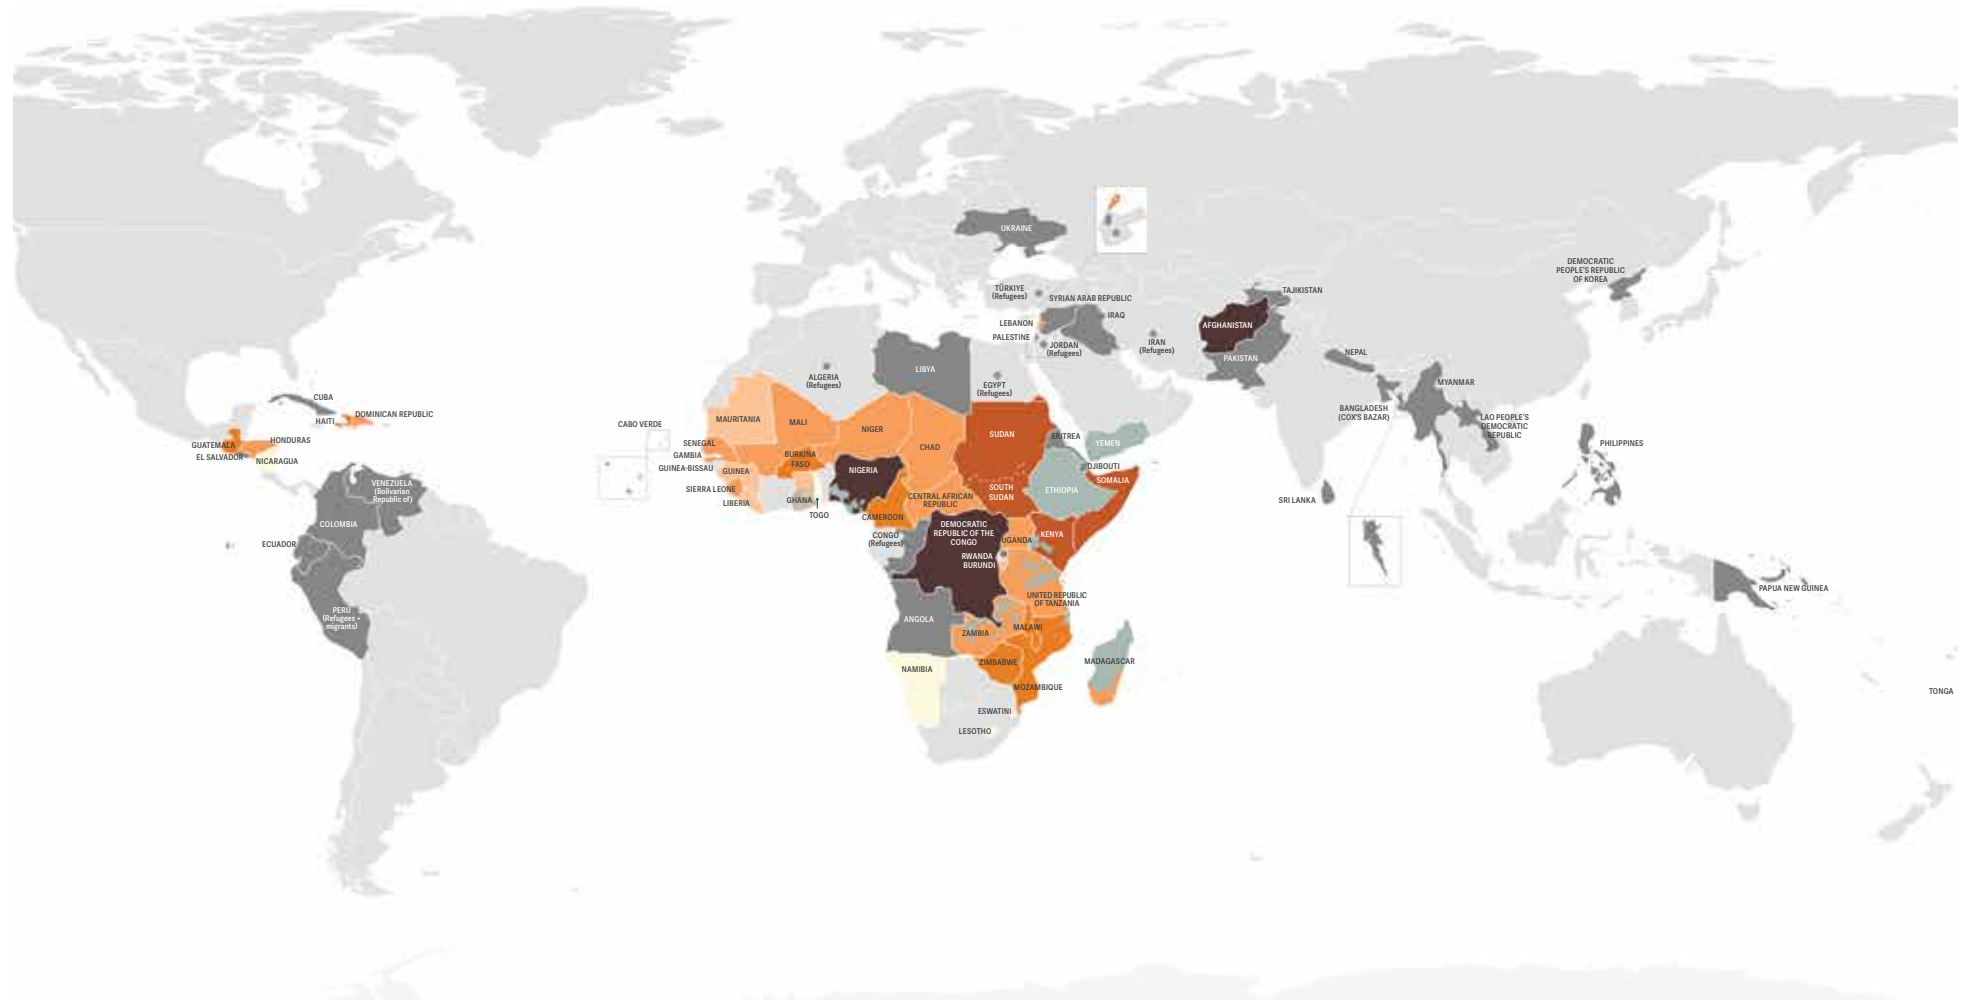 UKRAINE
DEMOCRATIC
PEOPLE'S REPUBLIC
OF KOREA
TÜRKIYE
(Refugees)
SYRIAN ARAB REPUBLIC
TAJIKISTAN
LEBANON
IRAQ
AFGHANISTAN
PALESTINE
JORDAN
(Refugees)
IRAN
(Refugees)
PAKISTAN
NEPAL
LIBYA
ALGERIA
(Refugees)
EGYPT
(Refugees)
MYANMAR
CUBA
HAITI
DOMINICAN REPUBLIC
BANGLADESH
(COX'S BAZAR)
LAO PEOPLE'S
DEMOCRATIC
REPUBLIC
CABO VERDE
MAURITANIA
MALI
NIGER
CHAD
SUDAN
ERITREA
YEMEN
PHILIPPINES
GUATEMALA
HONDURAS
EL SALVADOR
NICARAGUA
SENEGAL
GAMBIA
GUINEA-BISSAU
GUINEA
BURKINA
FASO
NIGERIA
DJIBOUTI
SOMALIA
VENEZUELA
(Bolivarian
Republic of)
SIERRA LEONE
LIBERIA
GHANA
TOGO
CAMEROON
CENTRAL AFRICAN
REPUBLIC
SOUTH
SUDAN
ETHIOPIA
SRI LANKA
COLOMBIA
ECUADOR
CONGO
(Refugees)
DEMOCRATIC
REPUBLIC OF THE
CONGO
UGANDA
KENYA
RWANDA
BURUNDI
UNITED REPUBLIC
OF TANZANIA
PAPUA NEW GUINEA
PERU
(Refugees +
migrants)
ANGOLA
ZAMBIA
MALAWI
NAMIBIA
ZIMBABWE
MOZAMBIQUE
MADAGASCAR
TONGA
ESWATINI
LESOTHO